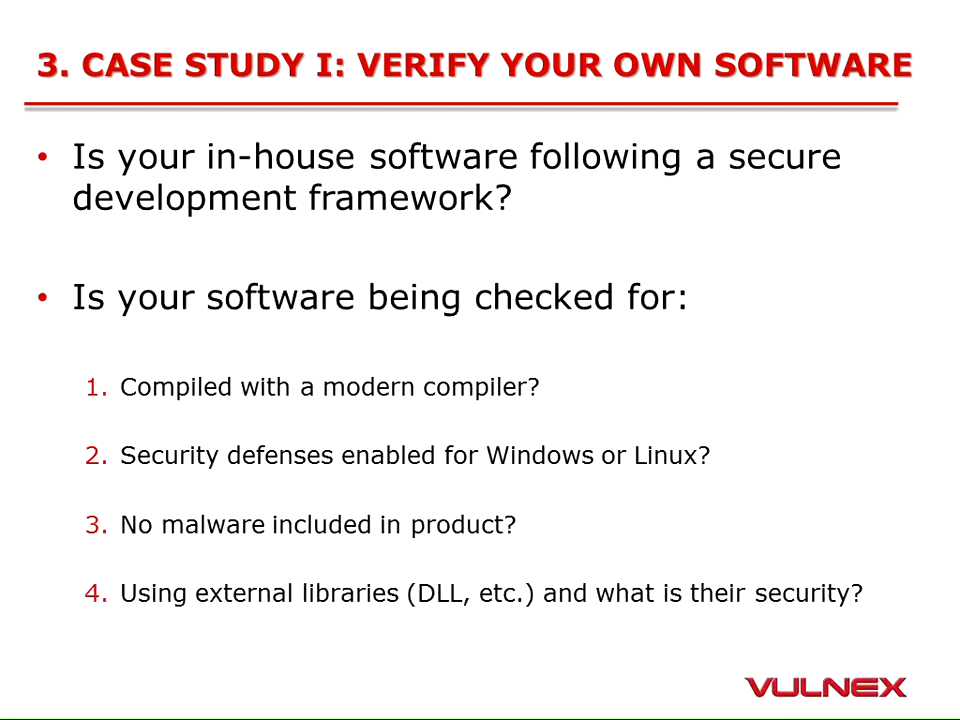 3. CASE STUDY I: VERIFY YOUR OWN SOFTWARE
• Is your in-house software following a secure
development framework?
• Is your software being checked for:
1. Compiled with a modern compiler?
2. Security defenses enabled for Windows or Linux?
3. No malware included in product?
4. Using external libraries (DLL, etc.) and what is their security?
VULNEX